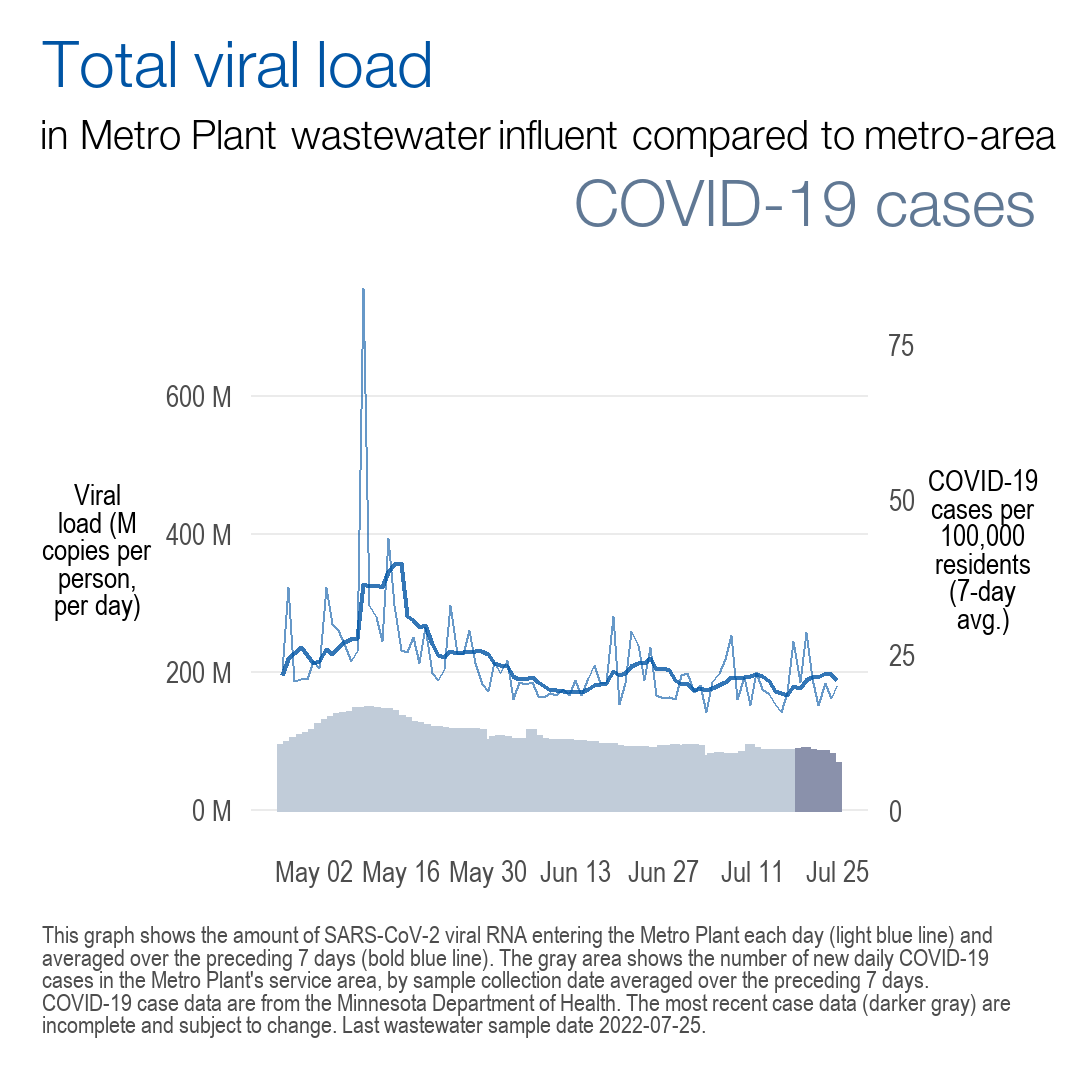 Total viral load
in Metro Plant wastewater influent compared to metro-area
COVID-19 cases
75
600 M
50
400 M
Viral
load (M
copies per
person,
per day)
COVID-19
cases per
100,000
residents
(7-day
avg.)
25
200 M
0 M
0
May 02 May 16 May 30 Jun 13 Jun 27 Jul 11 Jul 25
This graph shows the amount of SARS-CoV-2 viral RNA entering the Metro Plant each day (light blue line) and
averaged over the preceding 7 days (bold blue line). The gray area shows the number of new daily COVID-19
cases in the Metro Plant's service area, by sample collection date averaged over the preceding 7 days.
COVID-19 case data are from the Minnesota Department of Health. The most recent case data (darker gray) are
incomplete and subject to change. Last wastewater sample date 2022-07-25.